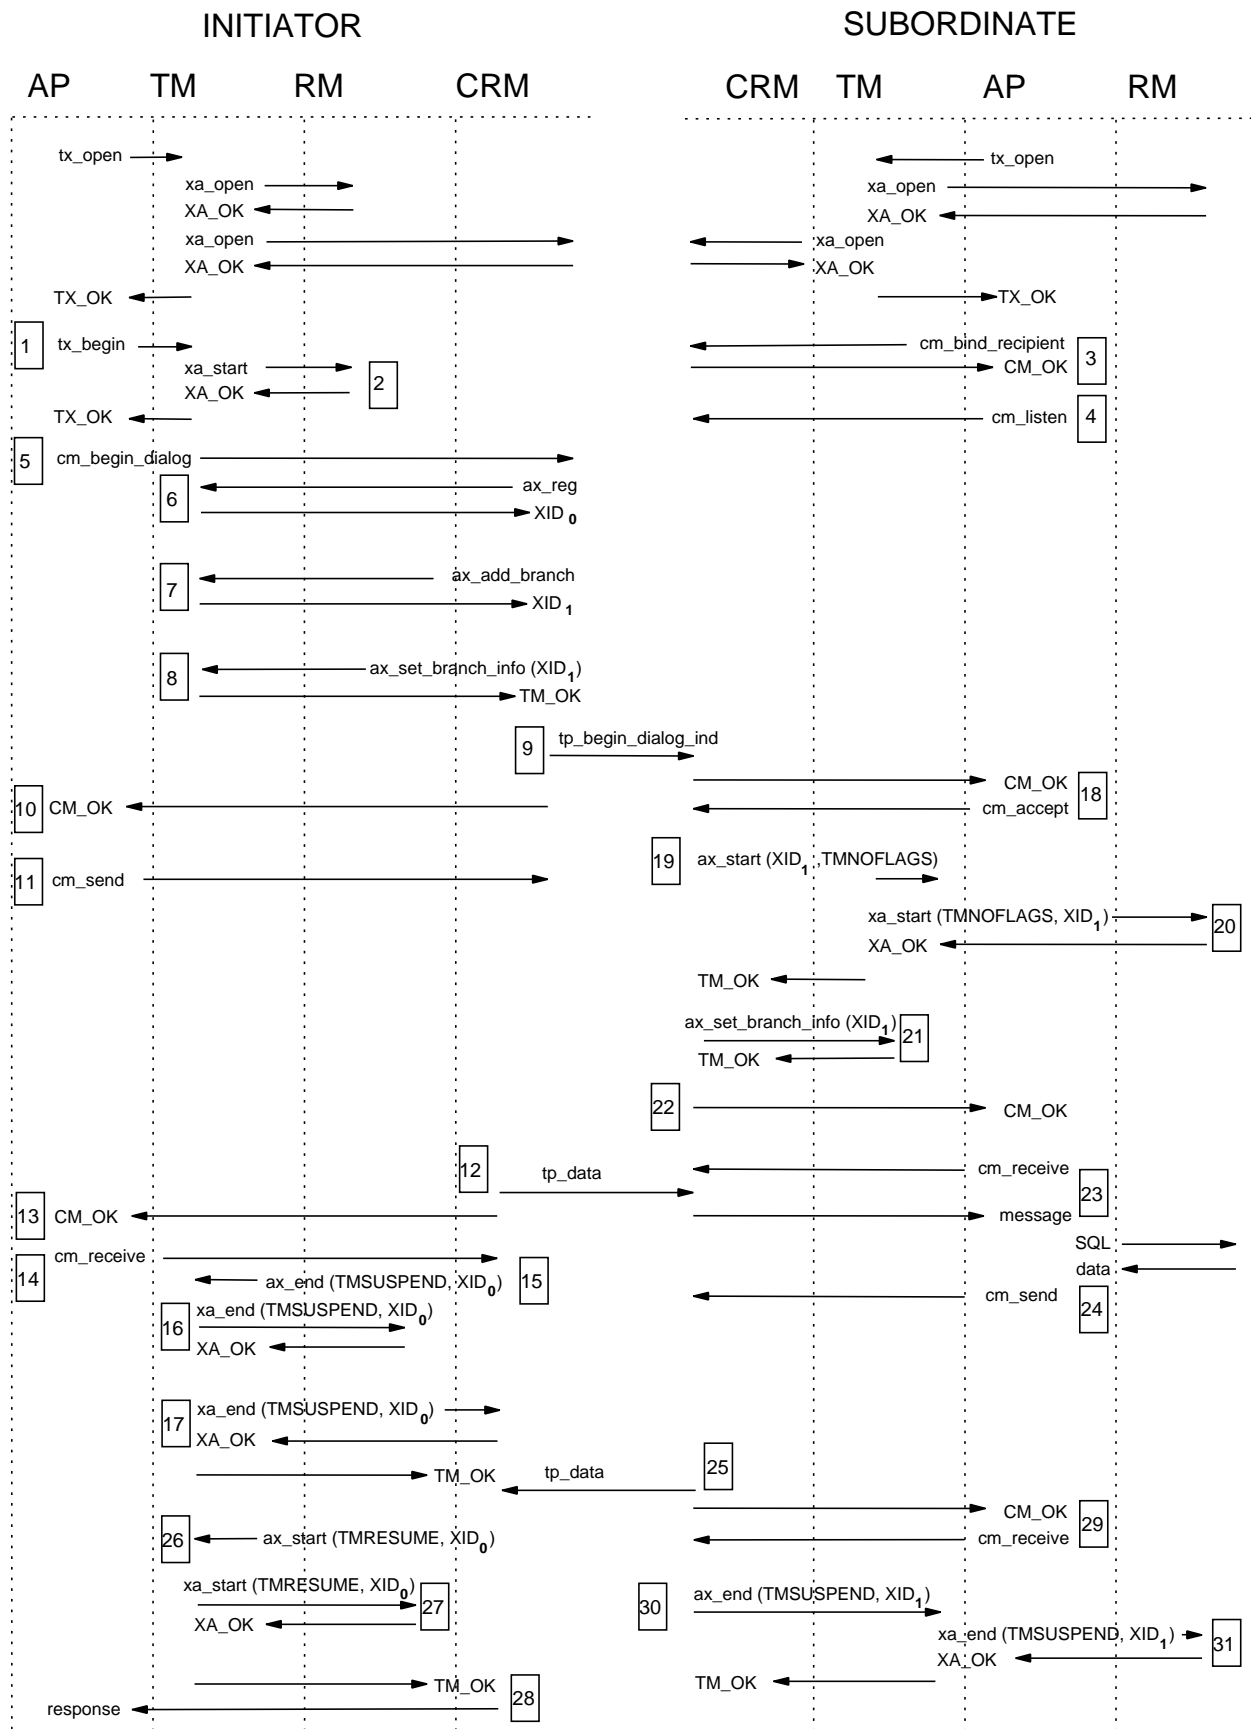 INITIATOR SUBORDINATE
AP TM RM CRM CRM TM AP RM
tx_open tx_open
xa_open xa_open
XA_OK XA_OK
xa_open xa_open
XA_OK XA_OK
TX_OK TX_OK
1 tx_begin cm_bind_recipient 3
xa_start 2 CM_OK
XA_OK
TX_OK cm_listen 4
5 cm_begin_dialog
6 ax_reg
XID0
7 ax_add_branch
XID1
8 ax_set_branch_info (XID1)
TM_OK
9 tp_begin_dialog_ind
CM_OK 18
10 CM_OK cm_accept
19 ax_start (XID1 ,TMNOFLAGS)
11 cm_send
xa_start (TMNOFLAGS, XID1) 20
XA_OK
TM_OK
ax_set_branch_info (XID1) 21
TM_OK
22 CM_OK
12 tp_data cm_receive 23
13 CM_OK message
14 cm_receive SQL
ax_end (TMSUSPEND, XID0) 15 data
16 xa_end (TMSUSPEND, XID0) cm_send 24
XA_OK
17 xa_end (TMSUSPEND, XID0)
XA_OK
TM_OK tp_data 25
CM_OK 29
26 ax_start (TMRESUME, XID0) cm_receive
xa_start (TMRESUME, XID0) 27 30 ax_end (TMSUSPEND, XID1)
XA_OK
xa_end (TMSUSPEND, XID1) 31
XA_OK
TM_OK 28 TM_OK
response